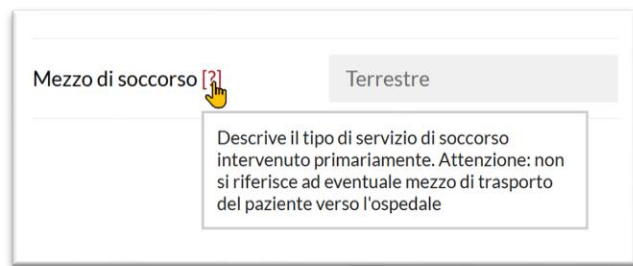 Mezzo di soccorso [?] Terrestre
Descrive il tipo di servizio di soccorso
intervenuto primariamente. Attenzione: non
si riferisce ad eventuale mezzo di trasporto
del paziente verso l'ospedale